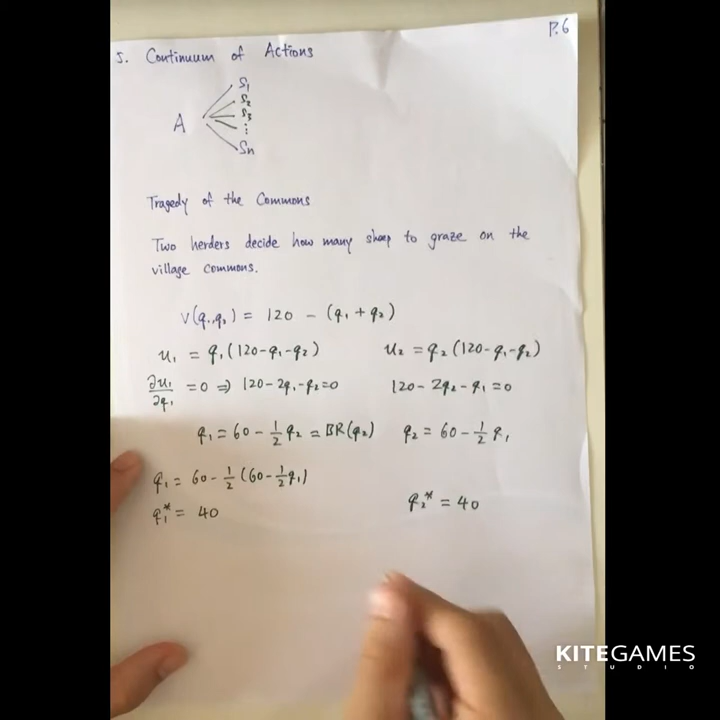 P.6
5. Continuum of Actions
A
S1
S2
S3
⋮
Sn
Tragedy of the Commons
Two herders decide how many sheep to graze on the
village commons.
V(q₁,q₂) = 120 - (q₁ + q₂)
u₁ = q₁(120-q₁-q₂) u₂ = q₂(120-q₁-q₂)
∂u₁/∂q₁ = 0 ⇒ 120-2q₁-q₂=0 120-2q₂-q₁=0
q₁ = 60 - 1/2 q₂ = BR(q₂) q₂ = 60 - 1/2 q₁
q₁ = 60 - 1/2 (60 - 1/2 q₁)
q₁* = 40 q₂* = 40
KITEGAMES
STUDIO